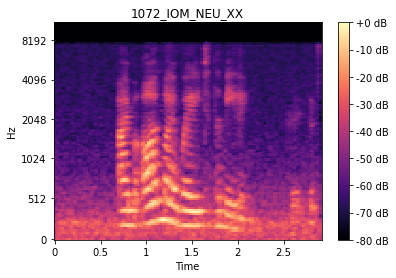 1072_IOM_NEU_XX
+0 dB
8192
-10 dB
4096
-20 dB
-30 dB
2048
-40 dB
Hz
1024
-50 dB
512
-60 dB
-70 dB
0
-80 dB
0 0.5 1 1.5 2 2.5
Time